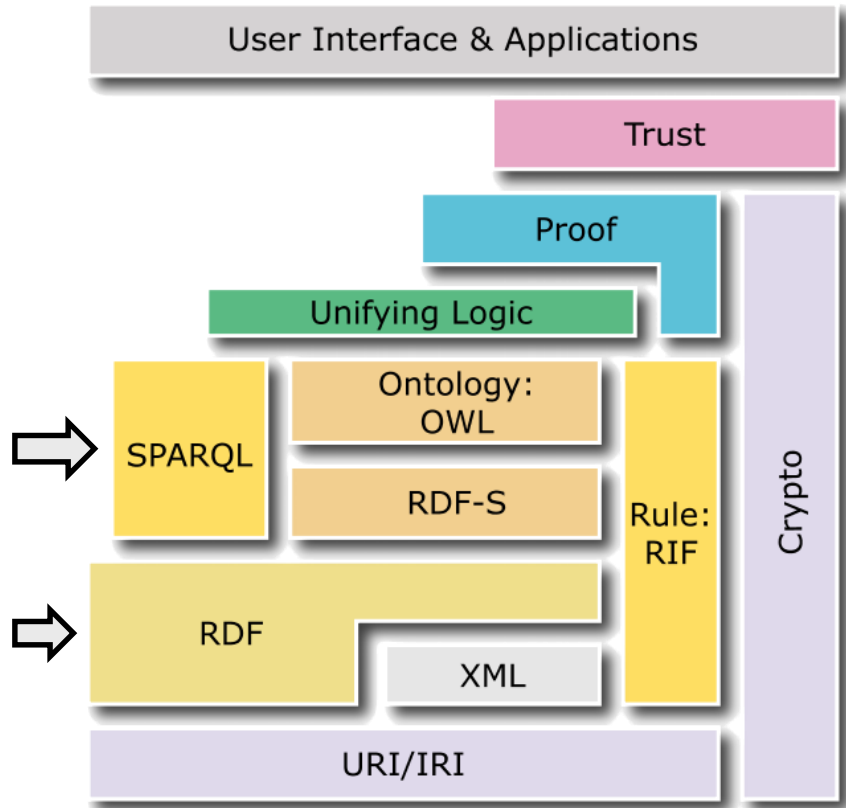 User Interface & Applications
Trust
Proof
Unifying Logic
Ontology:
OWL
SPARQL
RDF-S
Rule:
RIF
Crypto
RDF
XML
URI/IRI